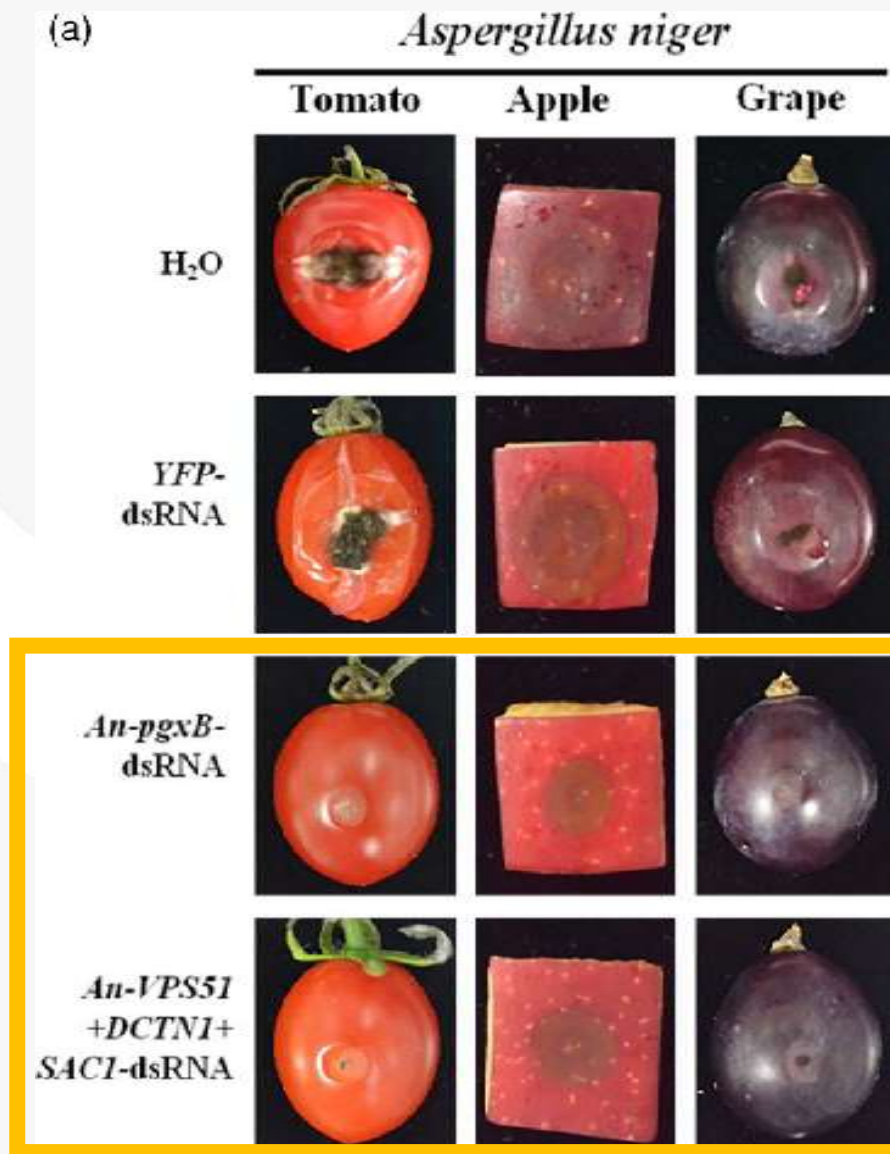 (a)
Aspergillus niger
Tomato Apple Grape
H₂O
YFP-
dsRNA
An-pgxB-
dsRNA
An-VPS51
+DCTN1+
SAC1-dsRNA